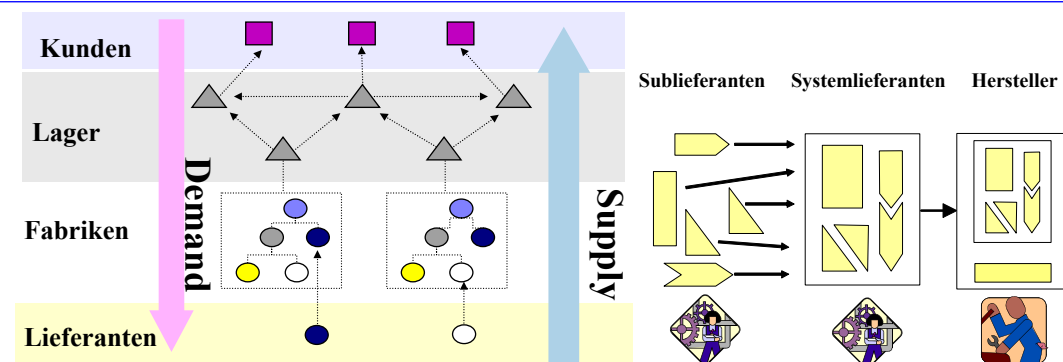 Kunden
Lager
Fabriken
Lieferanten
Demand
Supply
Sublieferanten
Systemlieferanten
Hersteller